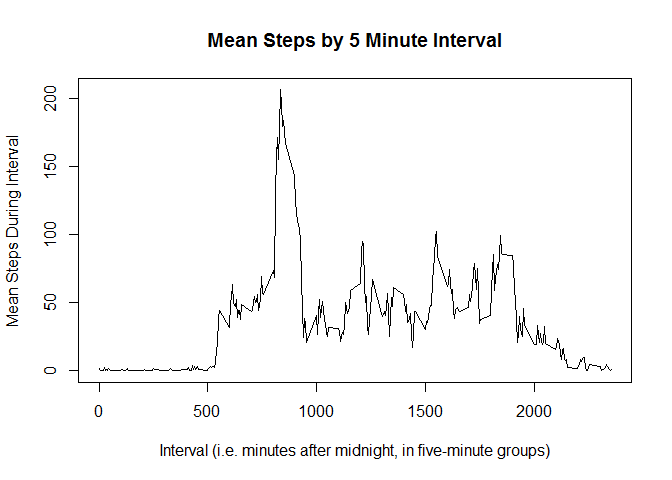 Mean Steps by 5 Minute Interval
Mean Steps During Interval
200
150
100
50
0
0 500 1000 1500 2000
Interval (i.e. minutes after midnight, in five-minute groups)